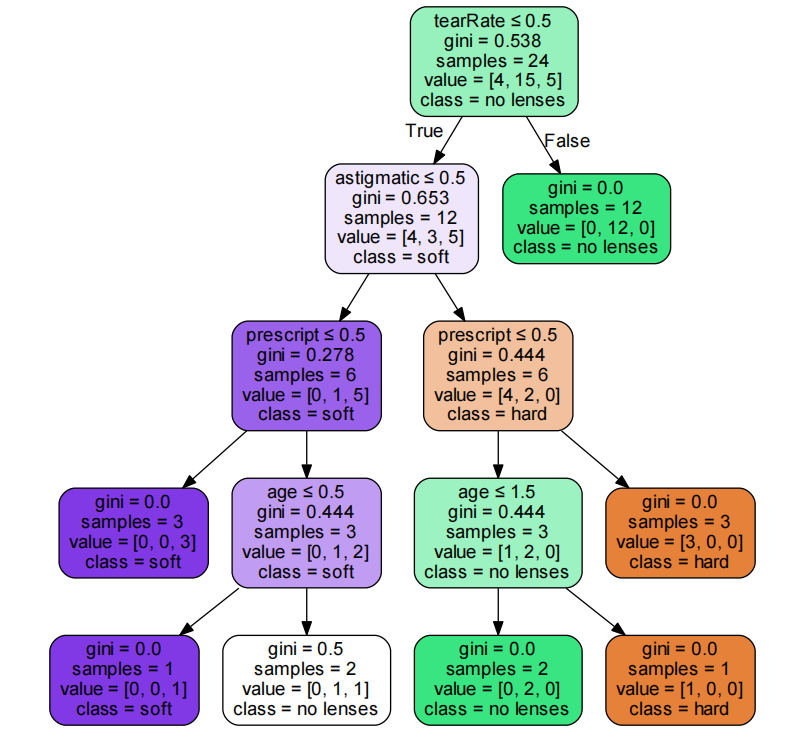 tearRate ≤ 0.5
gini = 0.538
samples = 24
value = [4, 15, 5]
class = no lenses
True
False
astigmatic ≤ 0.5
gini = 0.653
samples = 12
value = [4, 3, 5]
class = soft
gini = 0.0
samples = 12
value = [0, 12, 0]
class = no lenses
prescript ≤ 0.5
gini = 0.278
samples = 6
value = [0, 1, 5]
class = soft
prescript ≤ 0.5
gini = 0.444
samples = 6
value = [4, 2, 0]
class = hard
gini = 0.0
samples = 3
value = [0, 0, 3]
class = soft
age ≤ 0.5
gini = 0.444
samples = 3
value = [0, 1, 2]
class = soft
age ≤ 1.5
gini = 0.444
samples = 3
value = [1, 2, 0]
class = no lenses
gini = 0.0
samples = 3
value = [3, 0, 0]
class = hard
gini = 0.0
samples = 1
value = [0, 0, 1]
class = soft
gini = 0.5
samples = 2
value = [0, 1, 1]
class = no lenses
gini = 0.0
samples = 2
value = [0, 2, 0]
class = no lenses
gini = 0.0
samples = 1
value = [1, 0, 0]
class = hard